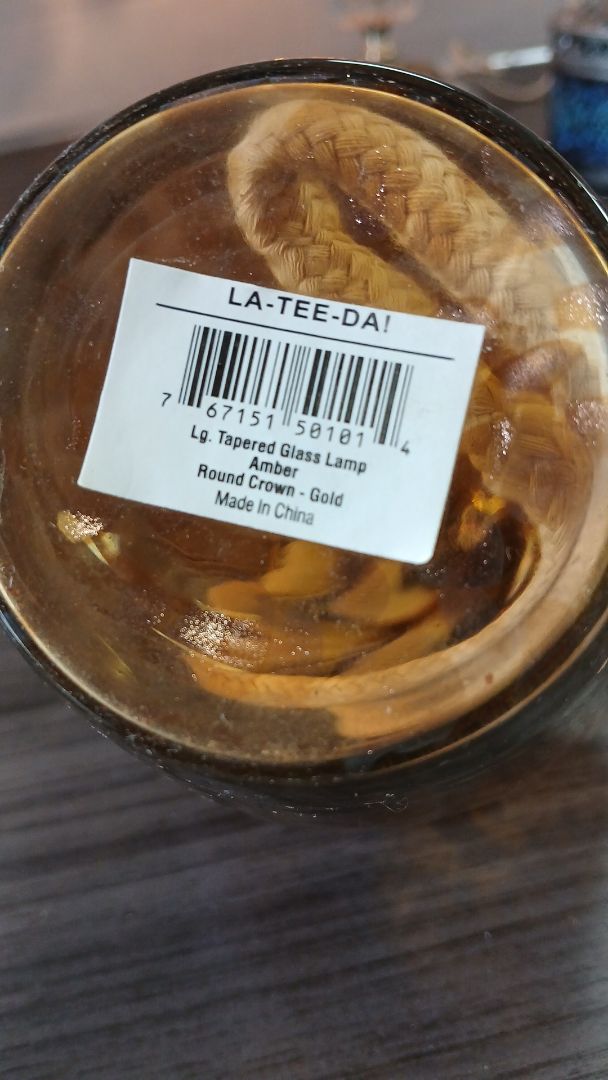 LA-TEE-DA!
7 67151 50101 4
Lg. Tapered Glass Lamp
Amber
Round Crown - Gold
Made In China